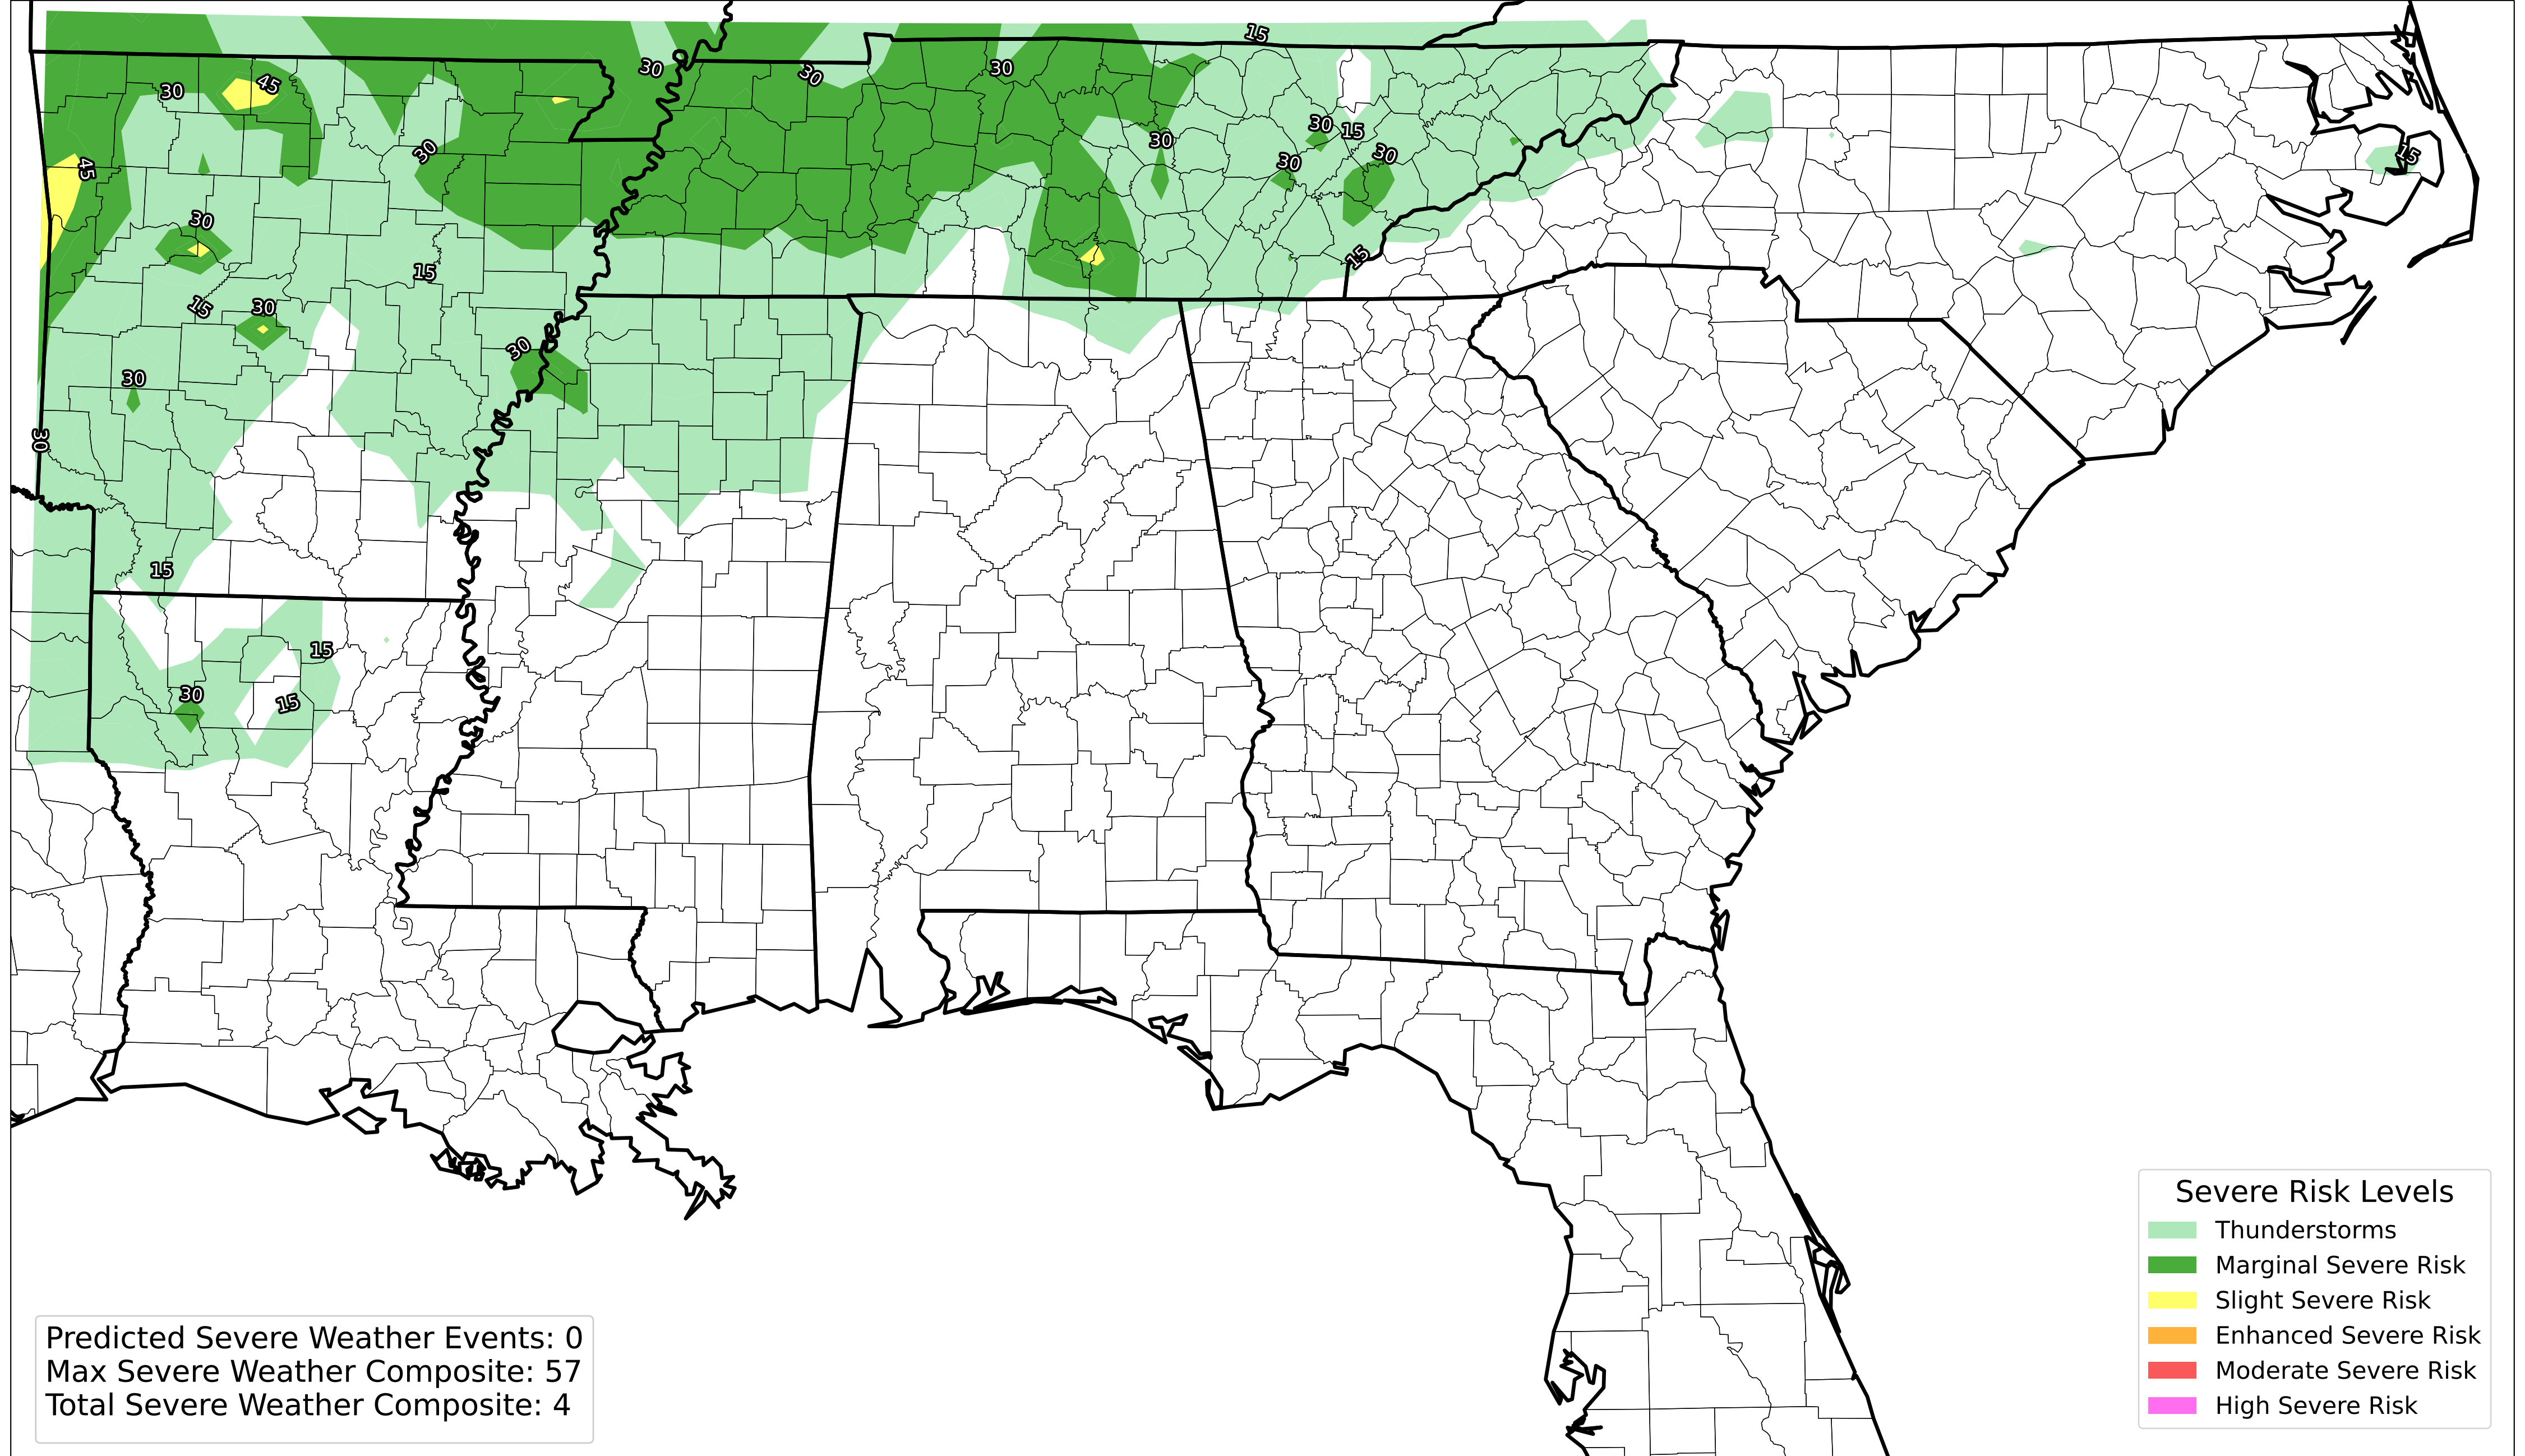 15
30
30
30
45
30
30
15
30
30
30
30
45
15
30
15
15
15
30
30
30
30
15
15
30
15
Severe Risk Levels
Thunderstorms
Marginal Severe Risk
Slight Severe Risk
Enhanced Severe Risk
Moderate Severe Risk
High Severe Risk
Predicted Severe Weather Events: 0
Max Severe Weather Composite: 57
Total Severe Weather Composite: 4